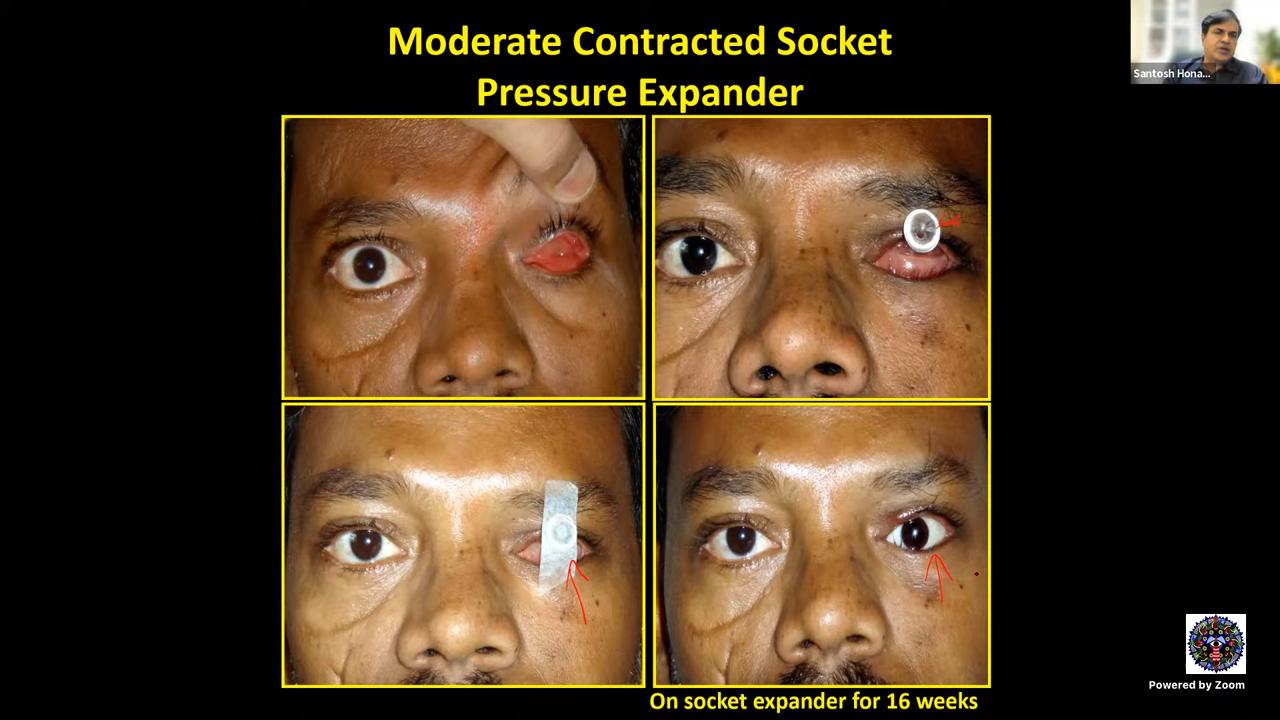 Moderate Contracted Socket
Pressure Expander
Santosh Hona...
On socket expander for 16 weeks
Powered by Zoom